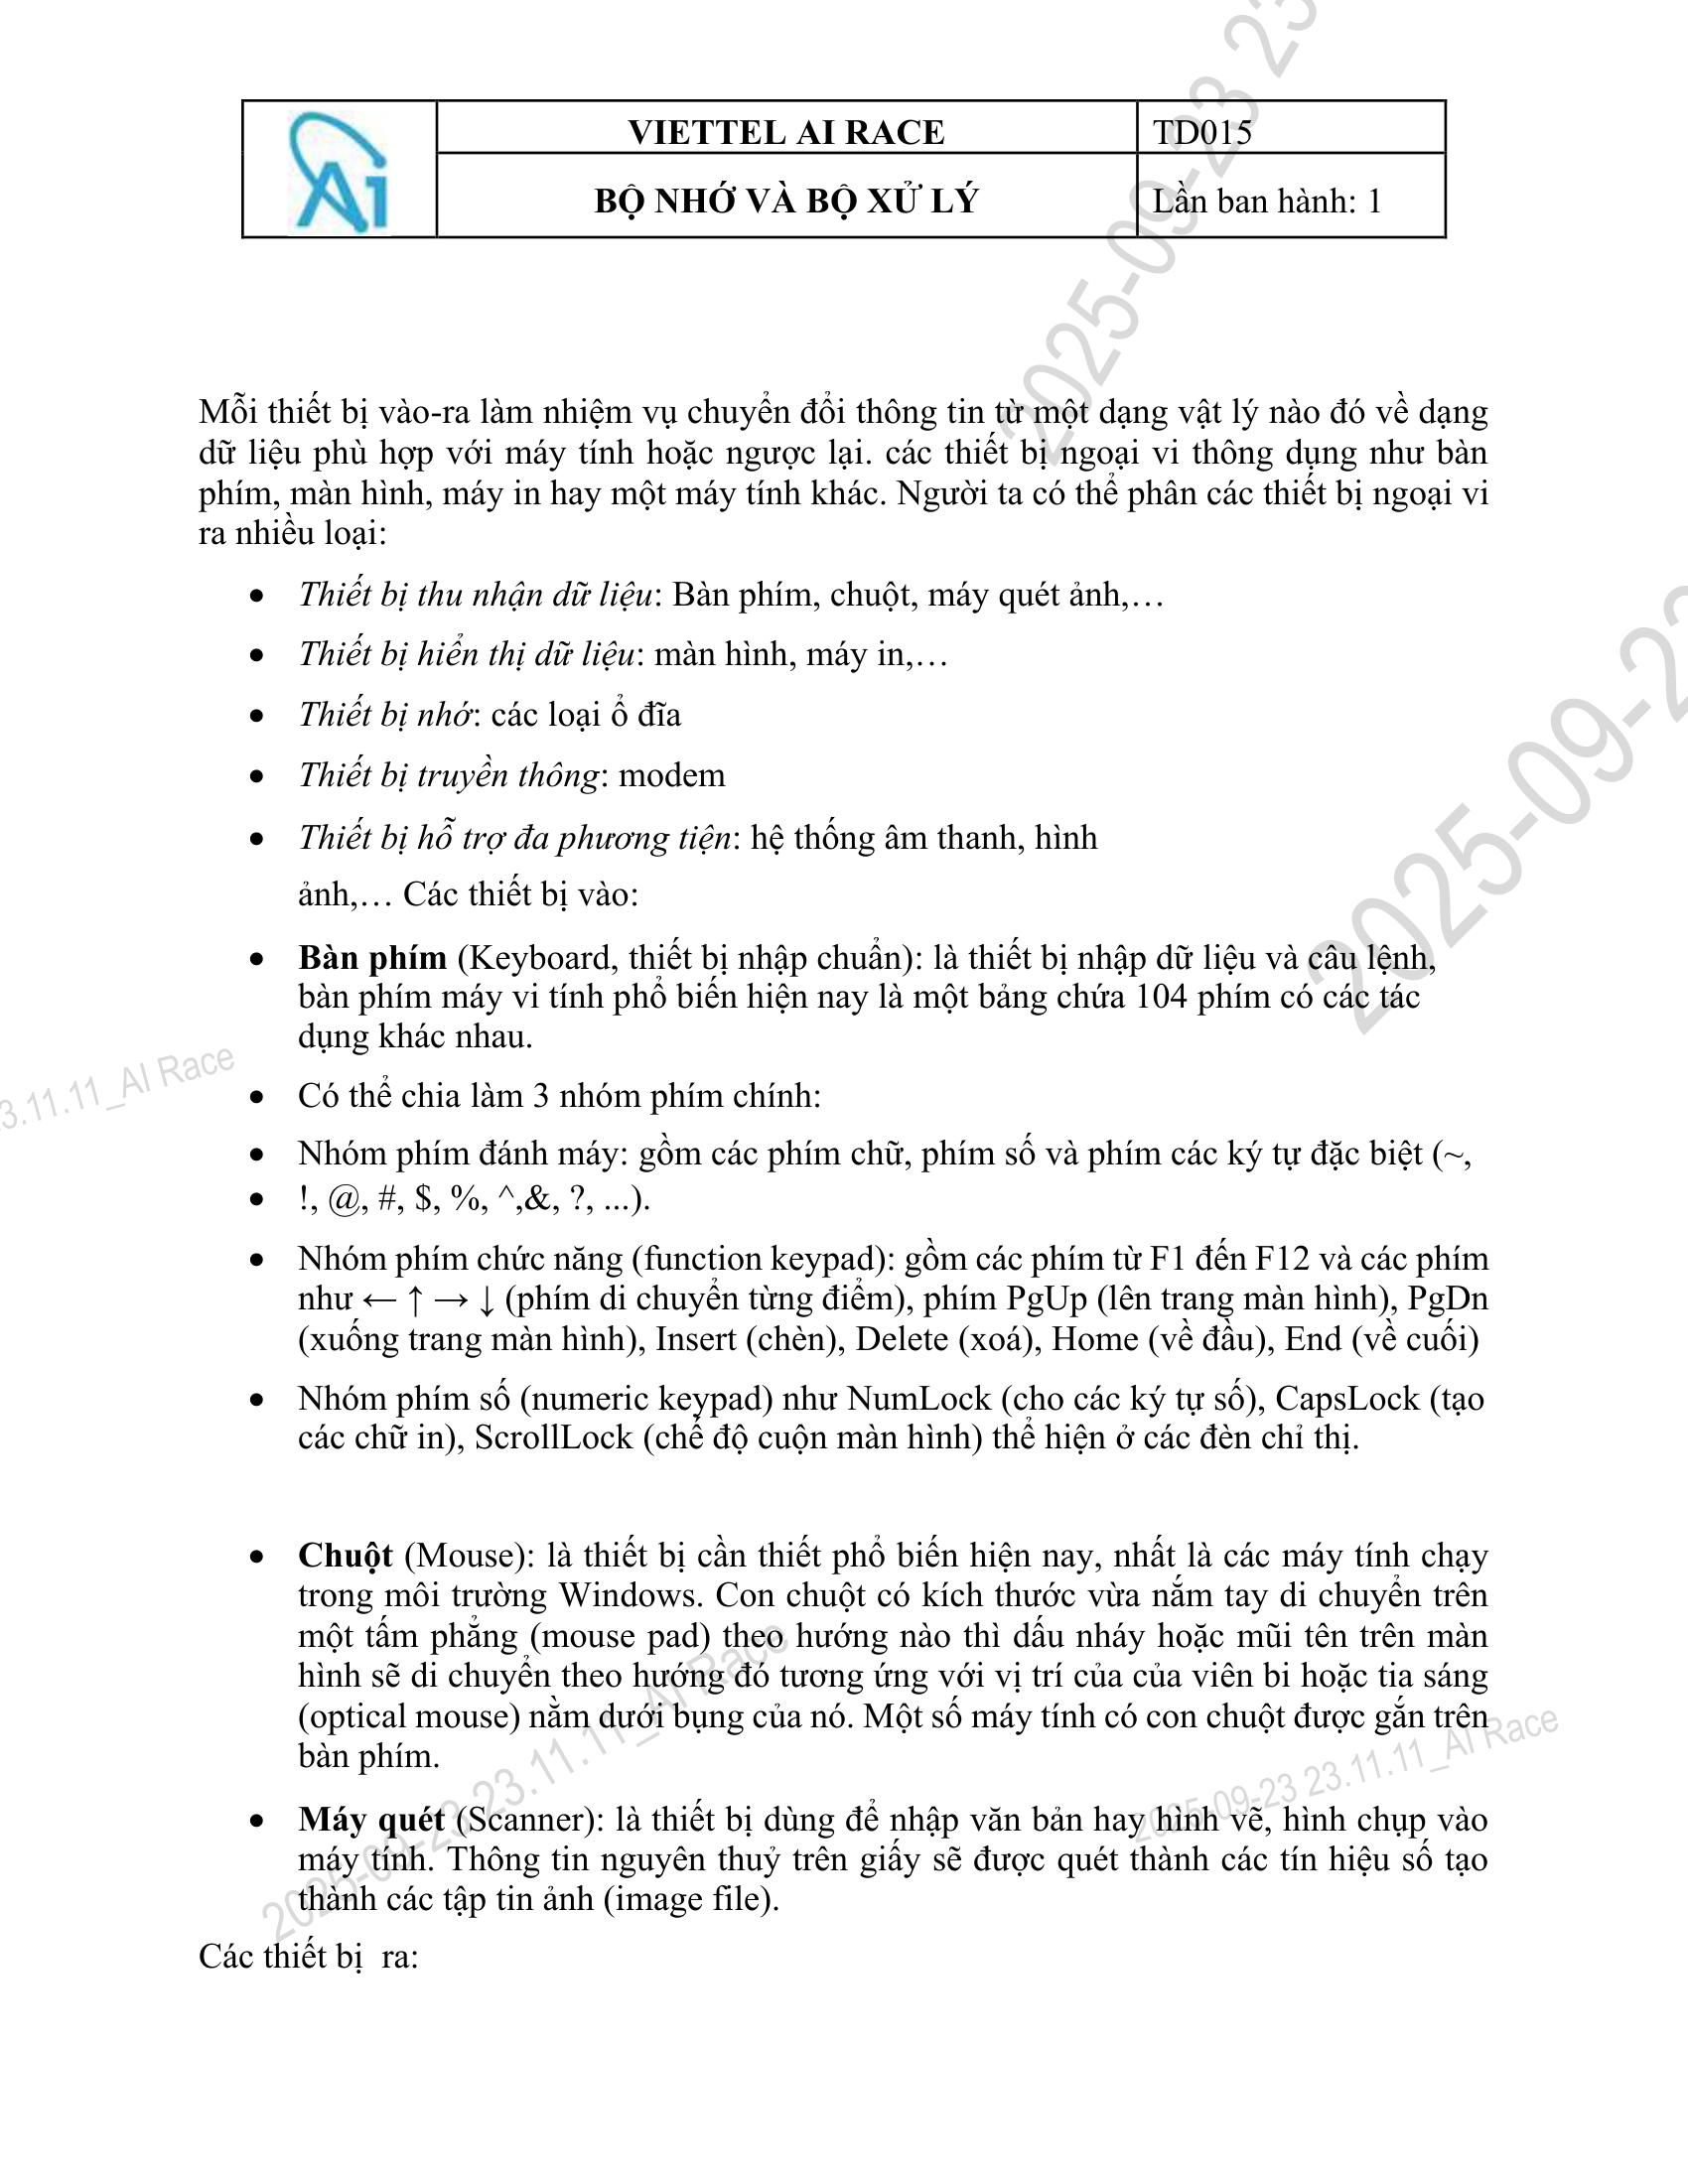 VIETTEL AI RACE
TD015
BỘ NHỚ VÀ BỘ XỬ LÝ
Lần ban hành: 1
Mỗi thiết bị vào-ra làm nhiệm vụ chuyển đổi thông tin từ một dạng vật lý nào đó về dạng
dữ liệu phù hợp với máy tính hoặc ngược lại. các thiết bị ngoại vi thông dụng như bàn
phím, màn hình, máy in hay một máy tính khác. Người ta có thể phân các thiết bị ngoại vi
ra nhiều loại:
• Thiết bị thu nhận dữ liệu: Bàn phím, chuột, máy quét ảnh,…
• Thiết bị hiển thị dữ liệu: màn hình, máy in,…
• Thiết bị nhớ: các loại ổ đĩa
• Thiết bị truyền thông: modem
• Thiết bị hỗ trợ đa phương tiện: hệ thống âm thanh, hình
ảnh,… Các thiết bị vào:
• Bàn phím (Keyboard, thiết bị nhập chuẩn): là thiết bị nhập dữ liệu và câu lệnh,
bàn phím máy vi tính phổ biến hiện nay là một bảng chứa 104 phím có các tác
dụng khác nhau.
• Có thể chia làm 3 nhóm phím chính:
• Nhóm phím đánh máy: gồm các phím chữ, phím số và phím các ký tự đặc biệt (~,
• !, @, #, $, %, ^,&, ?, ...).
• Nhóm phím chức năng (function keypad): gồm các phím từ F1 đến F12 và các phím
như ← ↑ → ↓ (phím di chuyển từng điểm), phím PgUp (lên trang màn hình), PgDn
(xuống trang màn hình), Insert (chèn), Delete (xoá), Home (về đầu), End (về cuối)
• Nhóm phím số (numeric keypad) như NumLock (cho các ký tự số), CapsLock (tạo
các chữ in), ScrollLock (chế độ cuộn màn hình) thể hiện ở các đèn chỉ thị.
• Chuột (Mouse): là thiết bị cần thiết phổ biến hiện nay, nhất là các máy tính chạy
trong môi trường Windows. Con chuột có kích thước vừa nắm tay di chuyển trên
một tấm phẳng (mouse pad) theo hướng nào thì dấu nháy hoặc mũi tên trên màn
hình sẽ di chuyển theo hướng đó tương ứng với vị trí của của viên bi hoặc tia sáng
(optical mouse) nằm dưới bụng của nó. Một số máy tính có con chuột được gắn trên
bàn phím.
• Máy quét (Scanner): là thiết bị dùng để nhập văn bản hay hình vẽ, hình chụp vào
máy tính. Thông tin nguyên thuỷ trên giấy sẽ được quét thành các tín hiệu số tạo
thành các tập tin ảnh (image file).
Các thiết bị  ra:
2025-09-23 23
2025-09-23
3.11.11_AI Race
2025-09-23 23.11.11_AI Race
2025-09-23 23.11.11_AI Race